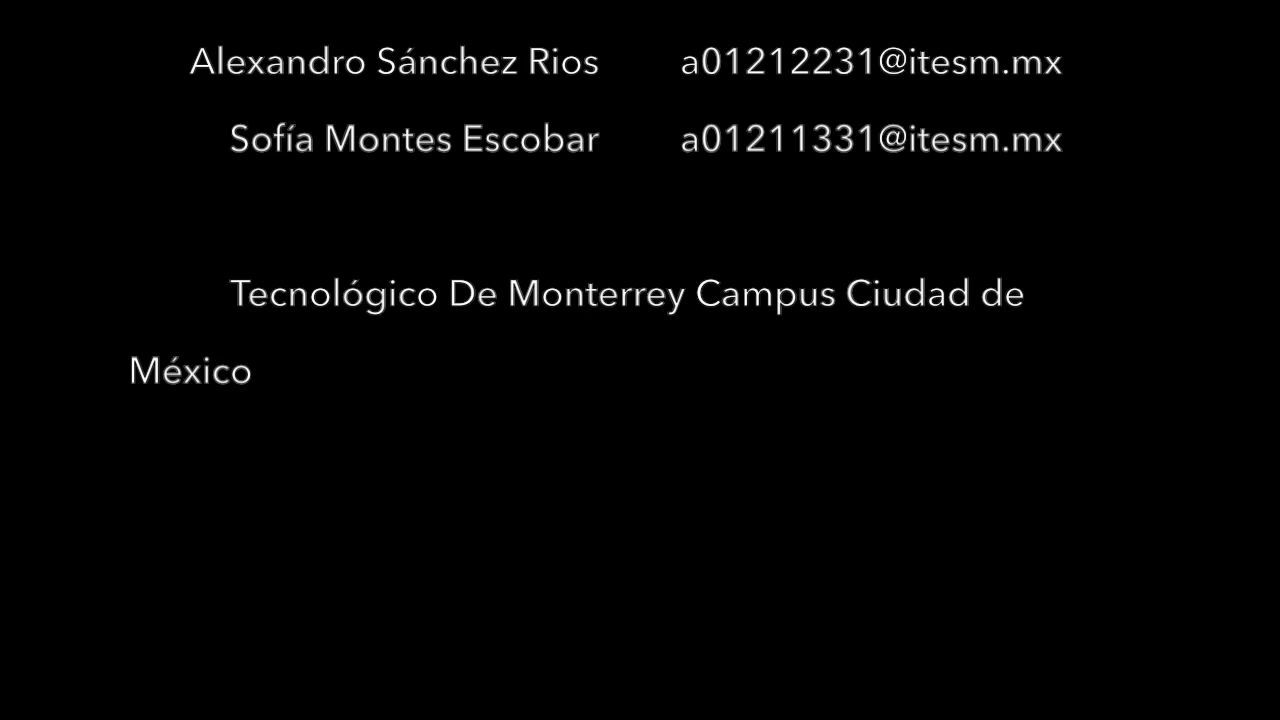 Alexandro Sánchez Rios a01212231@itesm.mx
Sofía Montes Escobar a01211331@itesm.mx
Tecnológico De Monterrey Campus Ciudad de
México